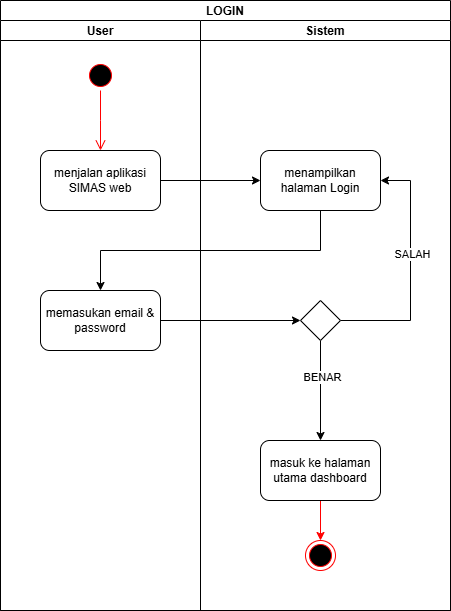 LOGIN
User
Sistem
menjalan aplikasi
SIMAS web
menampilkan
halaman Login
SALAH
memasukan email &
password
BENAR
masuk ke halaman
utama dashboard